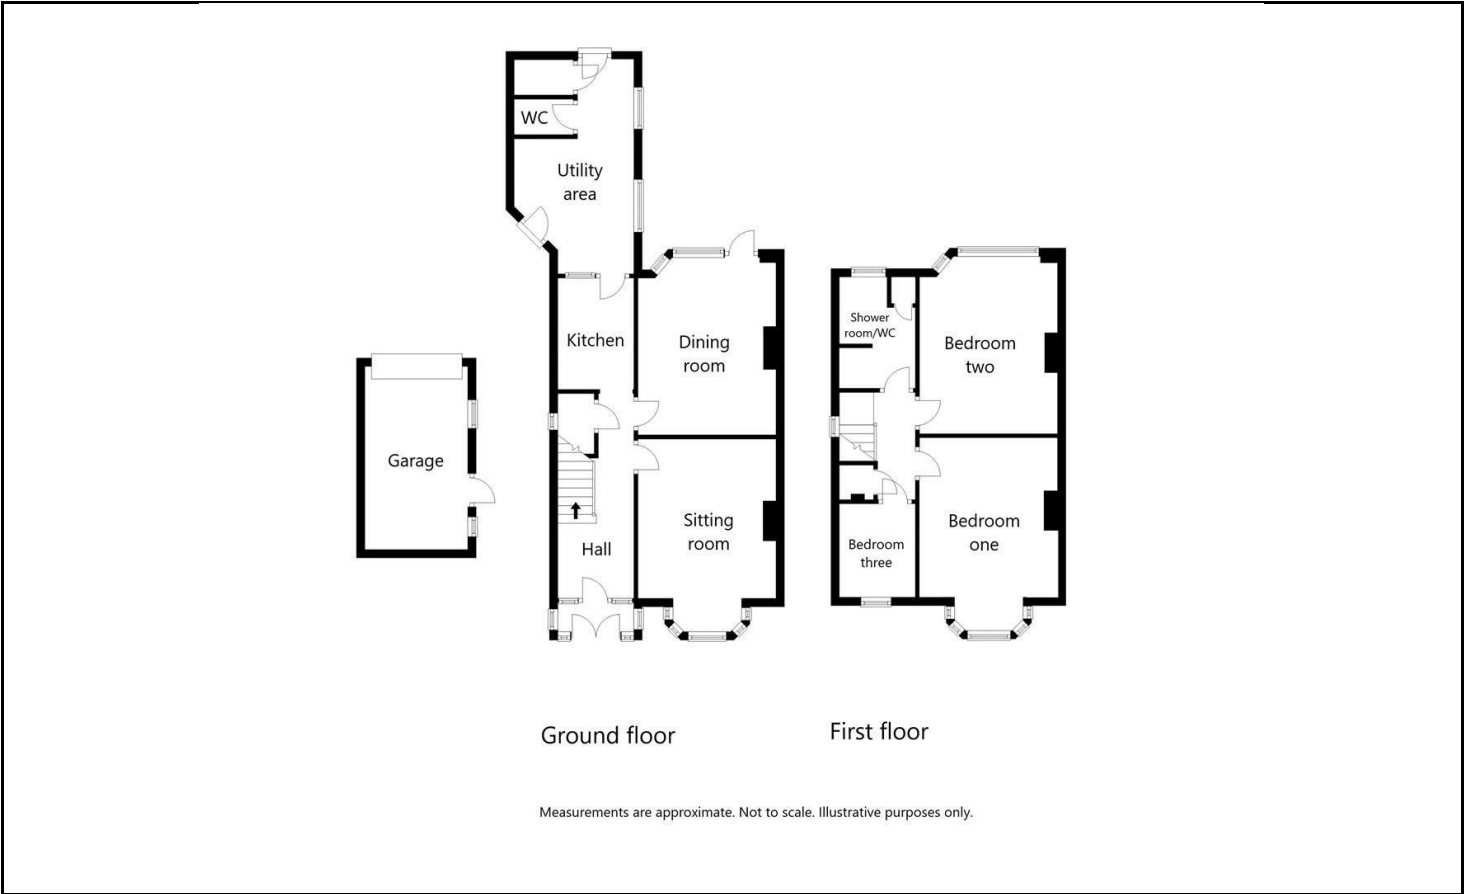 WC
Utility
area
Kitchen
Dining
room
Garage
Sitting
room
Hall
Shower
room/WC
Bedroom
two
Bedroom
one
Bedroom
three
Ground floor
First floor
Measurements are approximate. Not to scale. Illustrative purposes only.